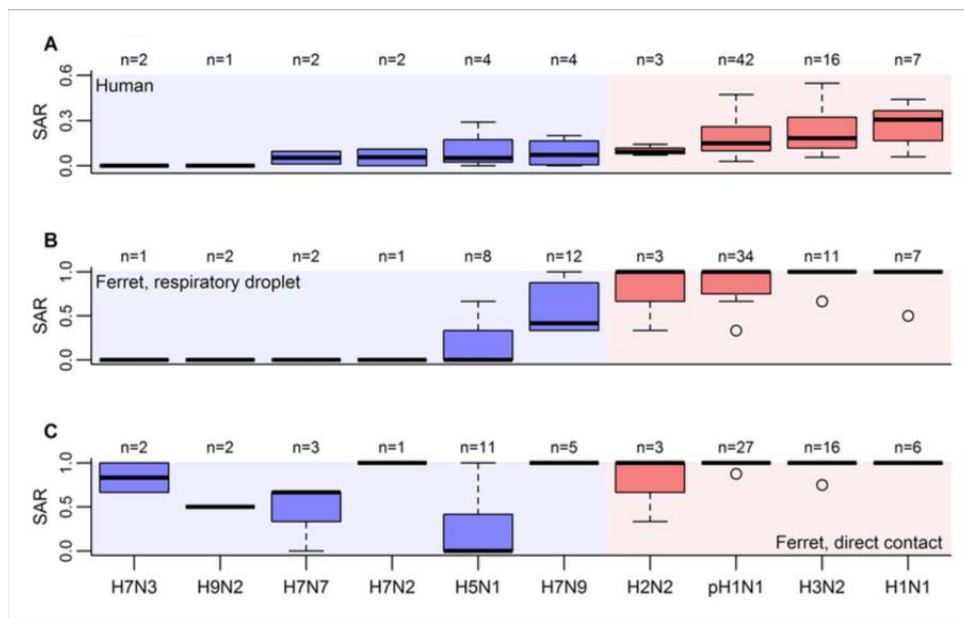 A
n=2 n=1 n=2 n=2 n=4 n=4 n=3 n=42 n=16 n=7
Human
SAR
0.6
0.3
0.0
B
n=1 n=2 n=2 n=1 n=8 n=12 n=3 n=34 n=11 n=7
Ferret, respiratory droplet
SAR
1.0
0.5
0.0
C
n=2 n=2 n=3 n=1 n=11 n=5 n=3 n=27 n=16 n=6
SAR
1.0
0.5
0.0
Ferret, direct contact
H7N3 H9N2 H7N7 H7N2 H5N1 H7N9 H2N2 pH1N1 H3N2 H1N1